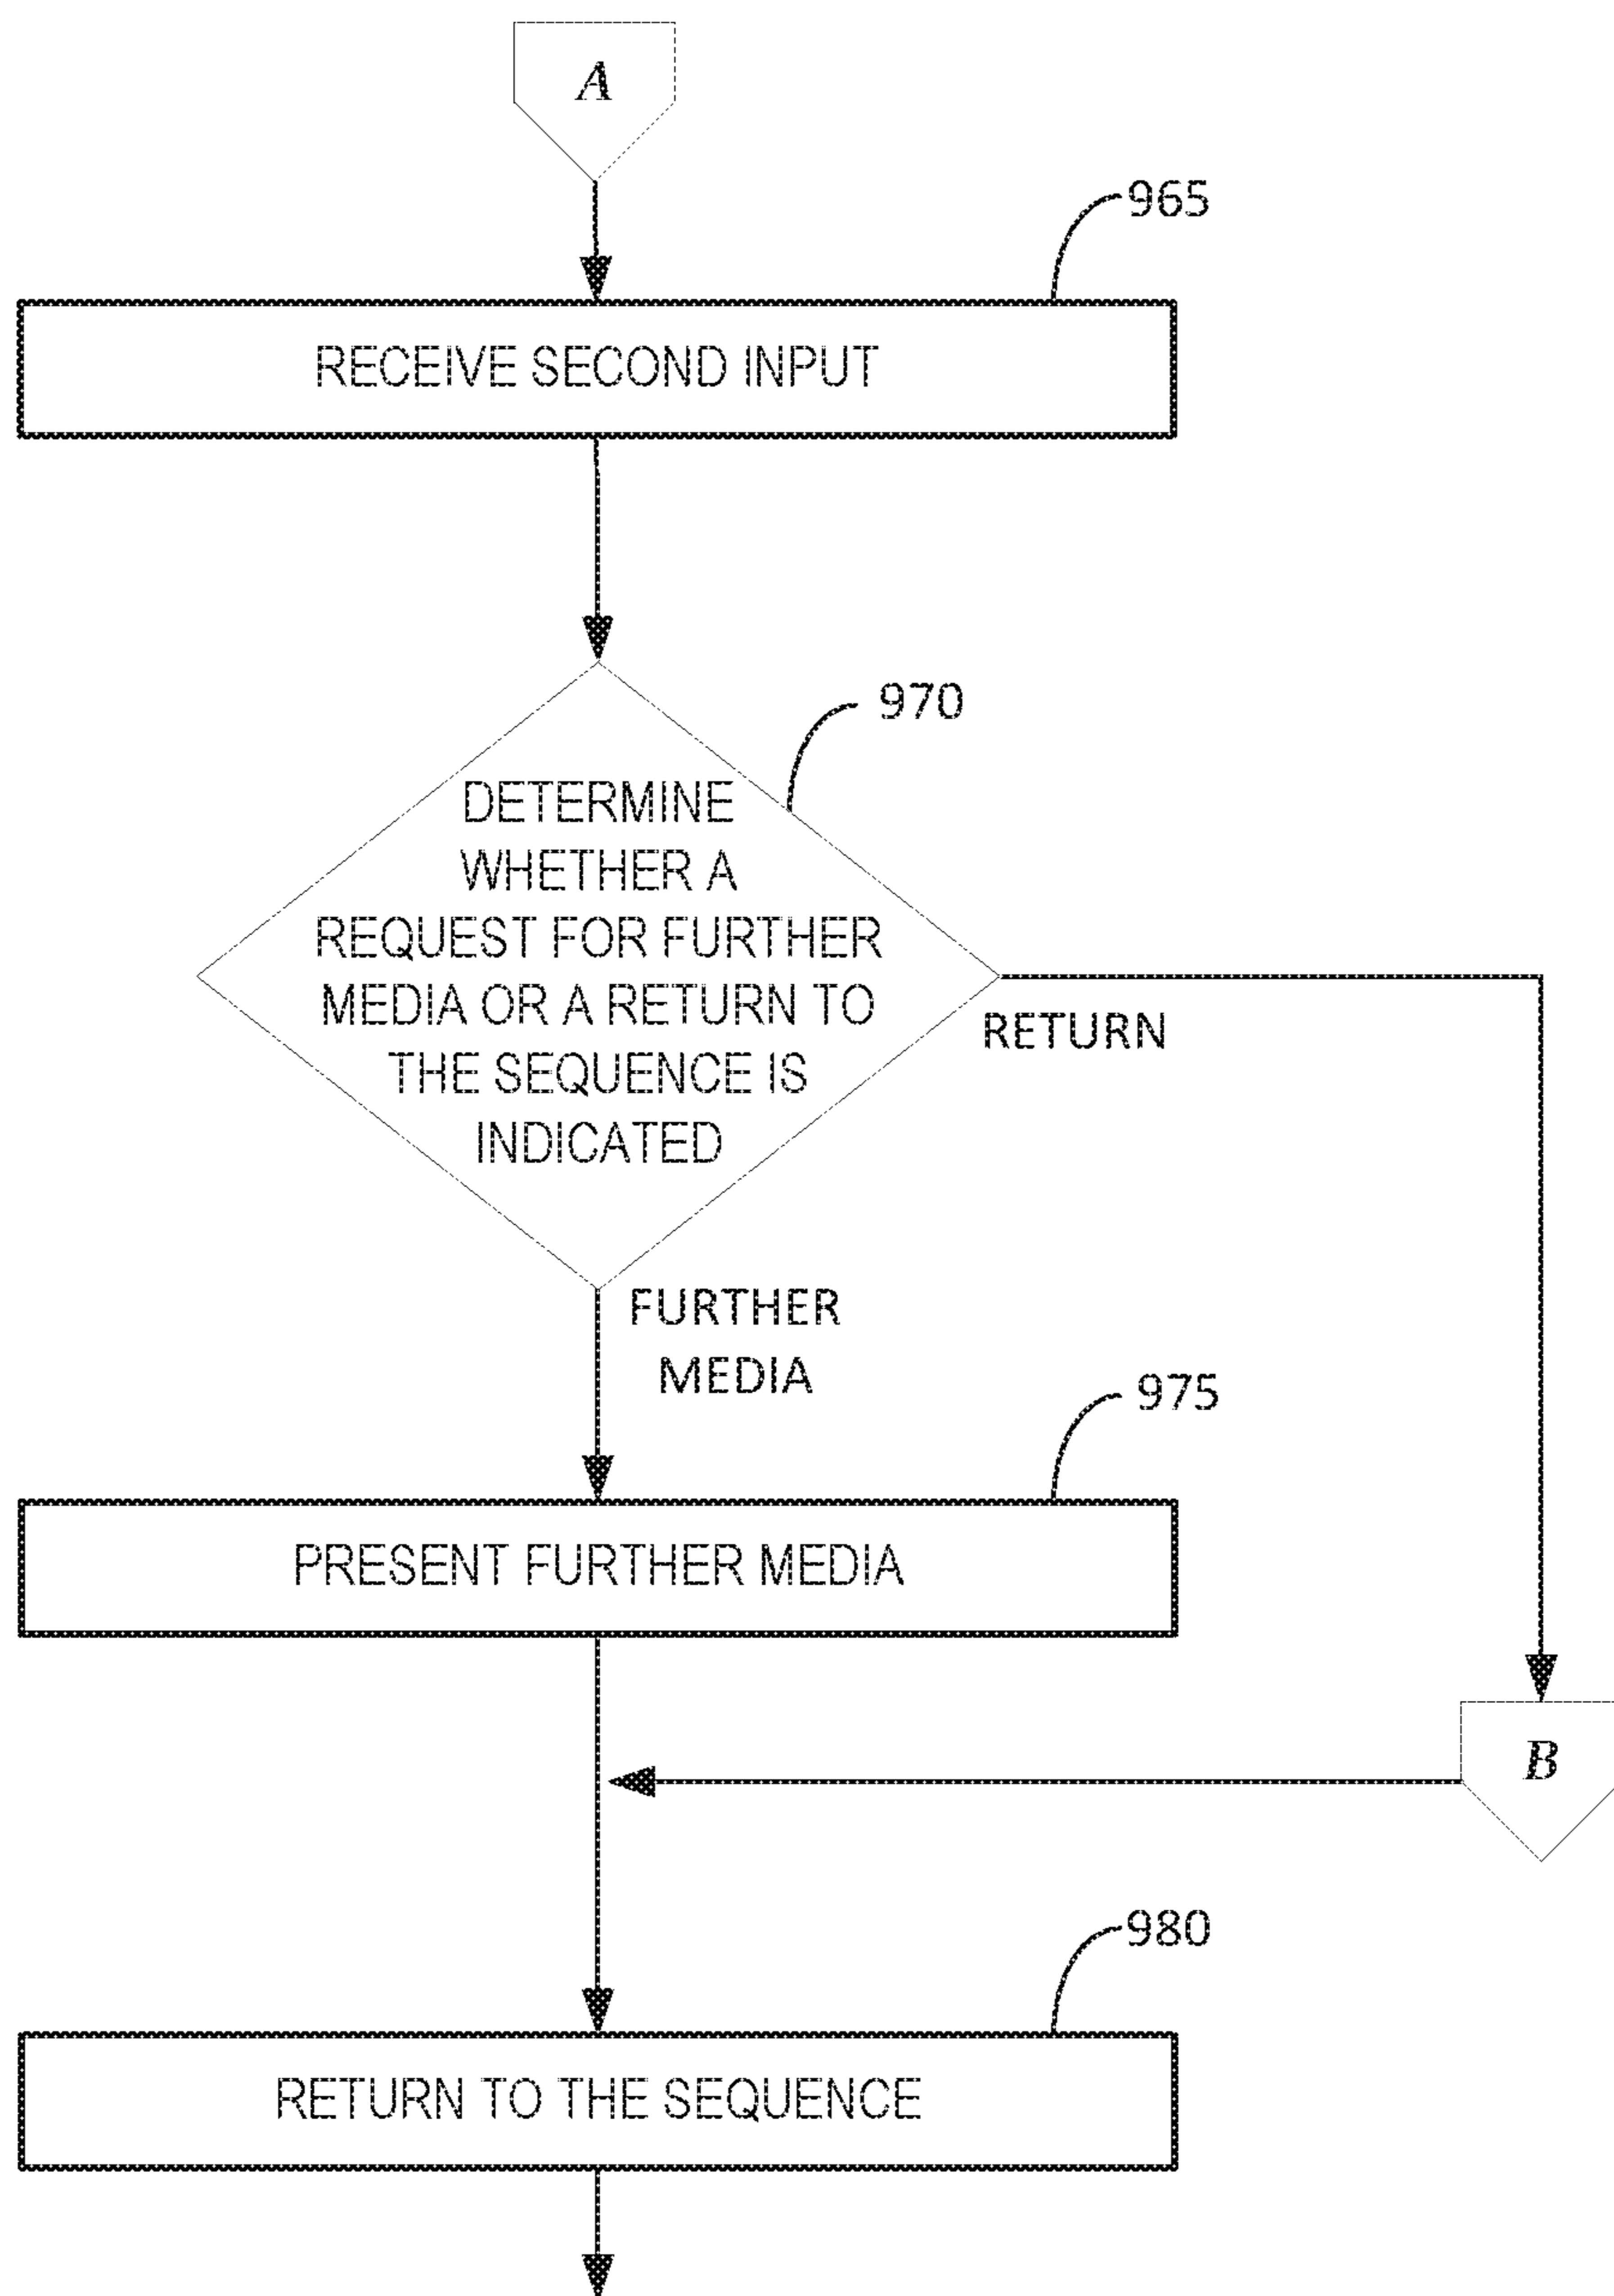 A
965
RECEIVE SECOND INPUT
970
DETERMINE
WHETHER A
REQUEST FOR FURTHER
MEDIA OR A RETURN TO
THE SEQUENCE IS
INDICATED
RETURN
FURTHER
MEDIA
975
PRESENT FURTHER MEDIA
B
980
RETURN TO THE SEQUENCE